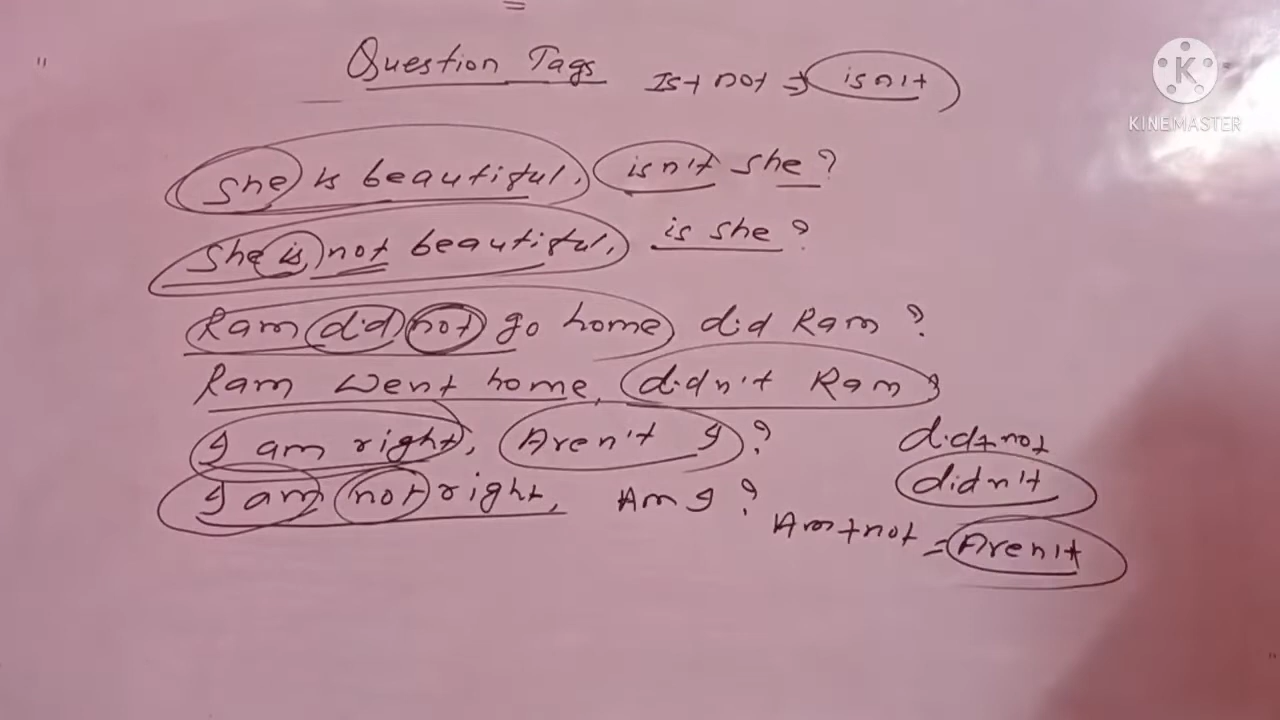 Question Tags
Is + not ⇒ isn't
K
KINEMASTER
She is beautiful, isn't she?
She is not beautiful, is she?
Ram did not go home did Ram?
Ram went home, didn't Ram?
I am right, Aren't I?
I am not right, Am I?
did + not
didn't
Am + not = Aren't